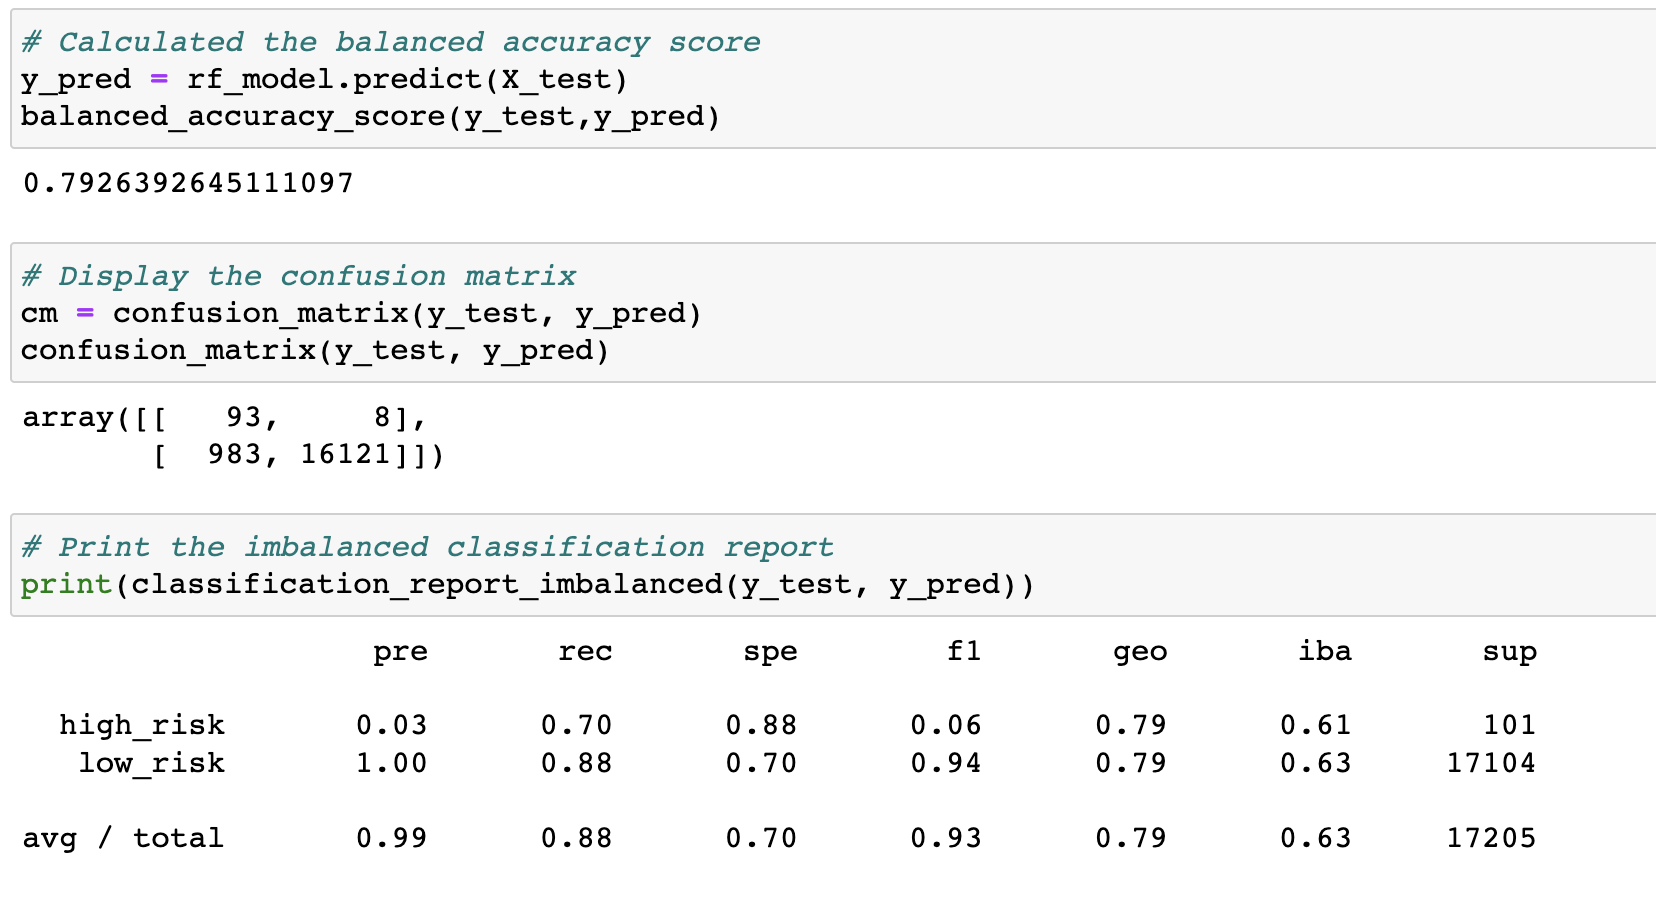 # Calculated the balanced accuracy score
y_pred = rf_model.predict(X_test)
balanced_accuracy_score(y_test,y_pred)
0.7926392645111097
# Display the confusion matrix
cm = confusion_matrix(y_test, y_pred)
confusion_matrix(y_test, y_pred)
array([[   93,     8],
       [  983, 16121]])
# Print the imbalanced classification report
print(classification_report_imbalanced(y_test, y_pred))
pre rec spe f1 geo iba sup
high_risk 0.03 0.70 0.88 0.06 0.79 0.61 101
low_risk 1.00 0.88 0.70 0.94 0.79 0.63 17104
avg / total 0.99 0.88 0.70 0.93 0.79 0.63 17205